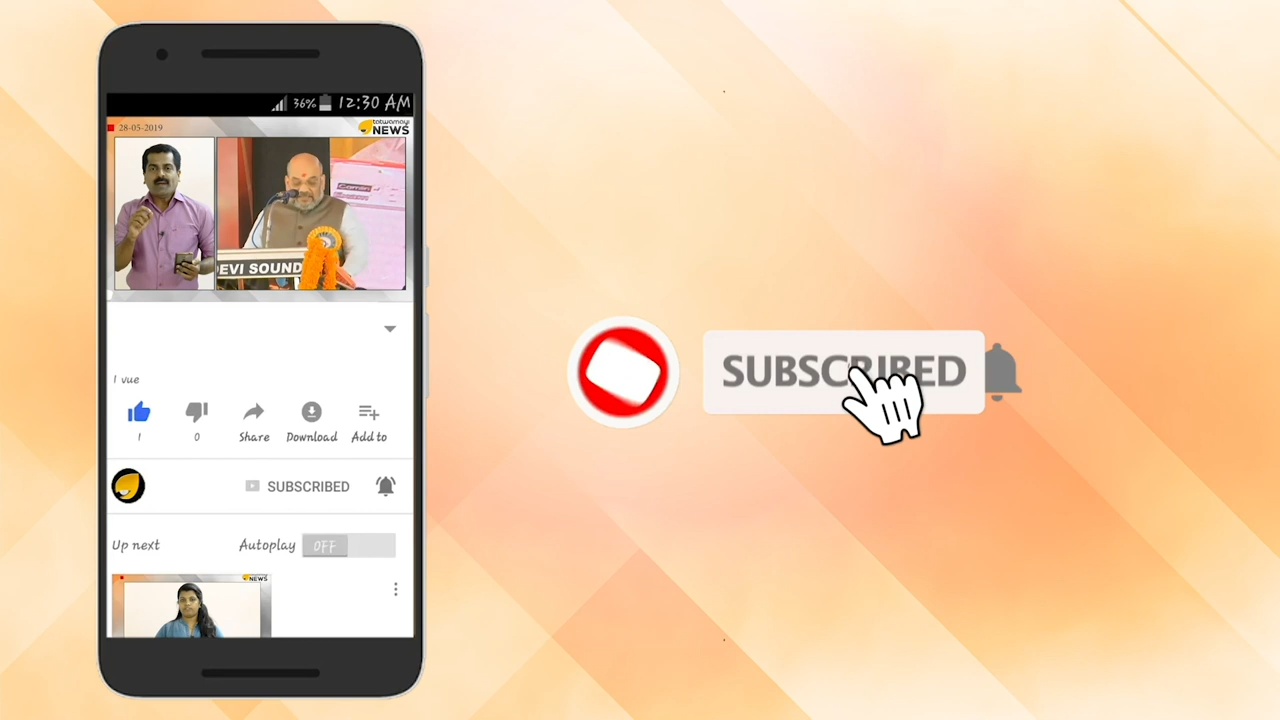 36% 12:30 AM
28-05-2019
tatwamayi
NEWS
DEVI SOUND
1 vue
1
0
Share
Download
Add to
SUBSCRIBED
Up next
Autoplay
OFF
NEWS
SUBSCRIBED